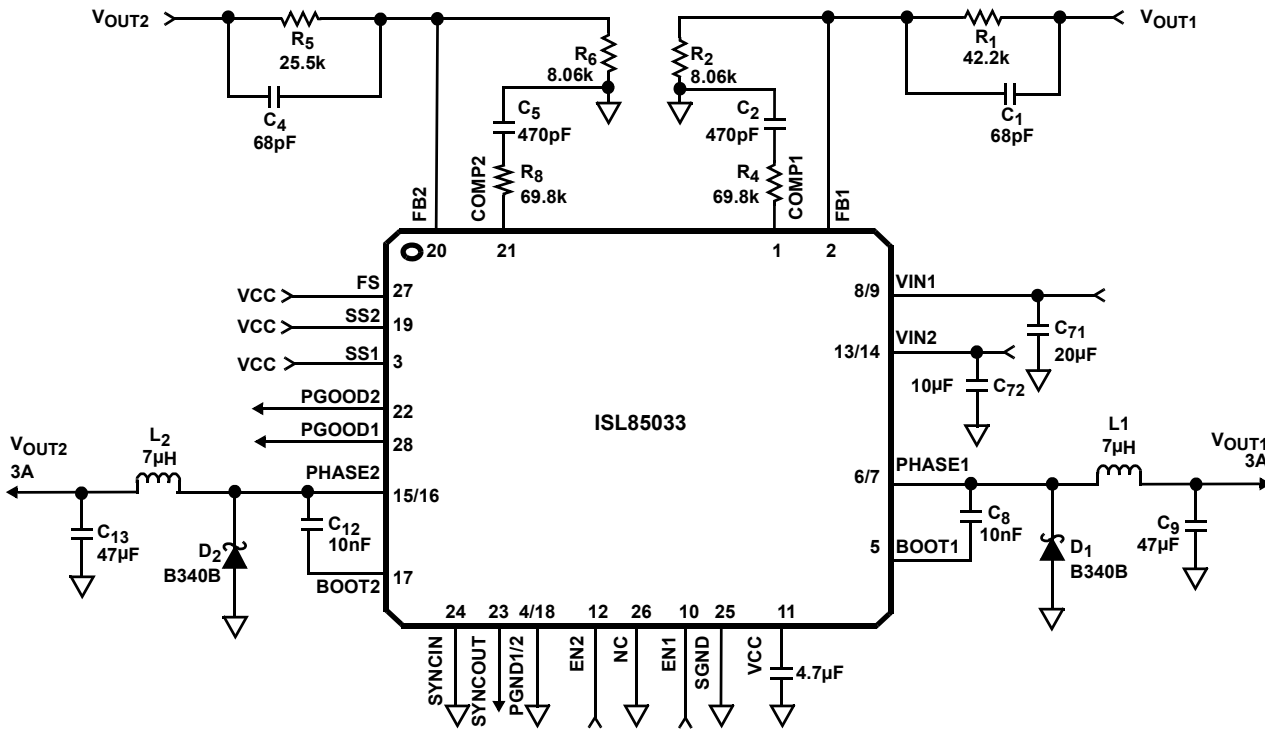 VOUT2
R5
25.5k
C4
68pF
R6
8.06k
C5
470pF
R8
69.8k
COMP2
FB2
R2
8.06k
C2
470pF
R4
69.8k
COMP1
FB1
R1
42.2k
C1
68pF
VOUT1
20
21
1
2
VCC
FS
27
VCC
SS2
19
VCC
SS1
3
PGOOD2
22
PGOOD1
28
PHASE2
15/16
BOOT2
17
VOUT2
3A
L2
7µH
C13
47µF
D2
B340B
C12
10nF
ISL85033
8/9
VIN1
C71
20µF
13/14
VIN2
10µF
C72
6/7
PHASE1
5
BOOT1
C8
10nF
L1
7µH
D1
B340B
C9
47µF
VOUT1
3A
24
23
4/18
12
26
10
25
11
SYNCIN
SYNCOUT
PGND1/2
EN2
NC
EN1
SGND
VCC
4.7µF